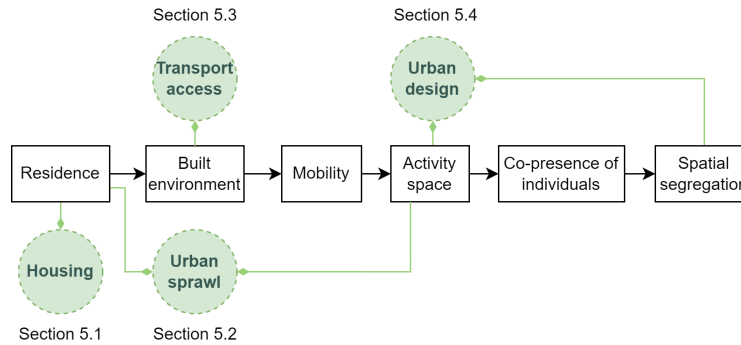 Section 5.3
Section 5.4
Transport
access
Urban
design
Residence
Built
environment
Mobility
Activity
space
Co-presence of
individuals
Spatial
segregation
Housing
Urban
sprawl
Section 5.1
Section 5.2